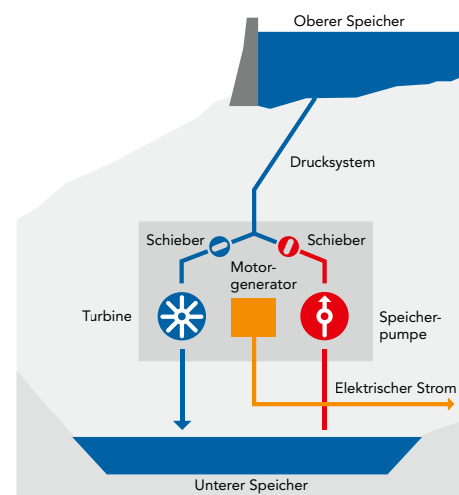 Oberer Speicher
Drucksystem
Schieber
Schieber
Motor-
generator
Turbine
Speicher-
pumpe
Elektrischer Strom
Unterer Speicher